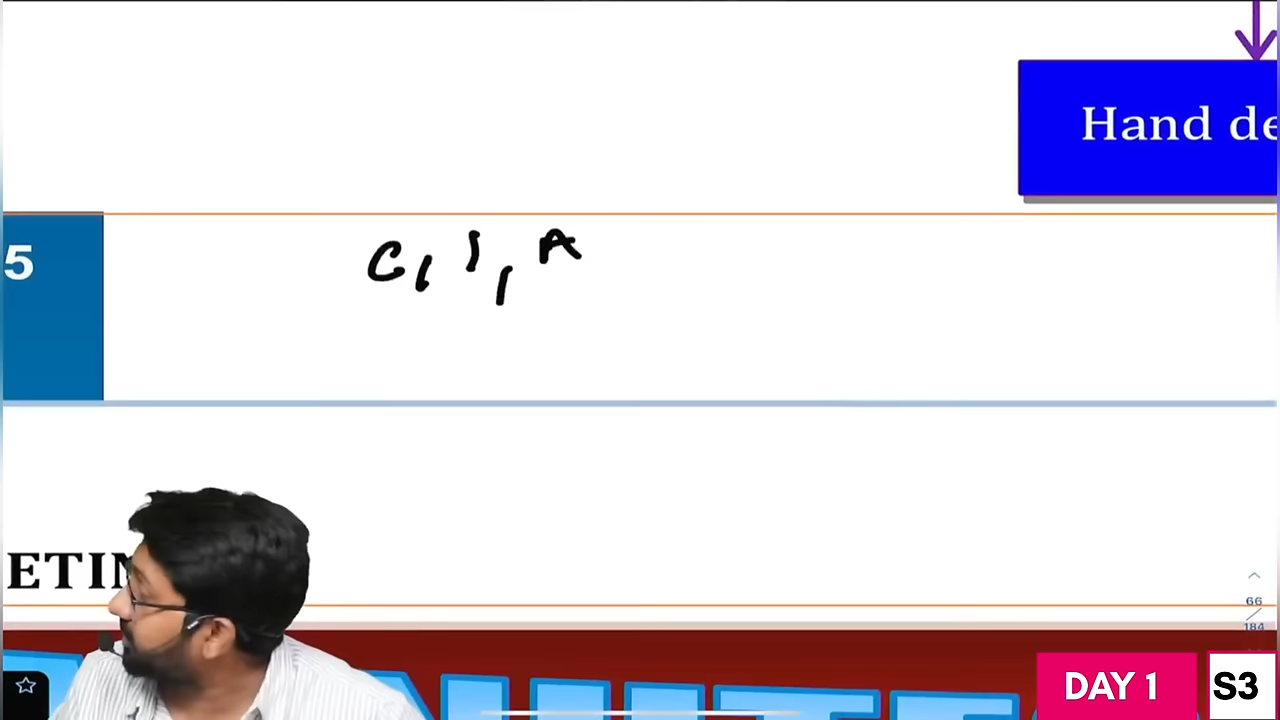 Hand de
5
C, I, A
ETIN
66
184
DAY 1
S3